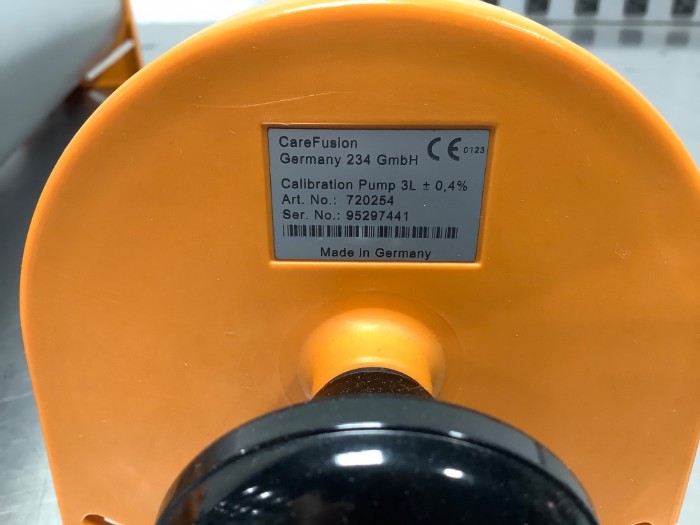 CareFusion
Germany 234 GmbH CE 0123
Calibration Pump 3L ± 0,4%
Art. No.: 720254
Ser. No.: 95297441
Made in Germany